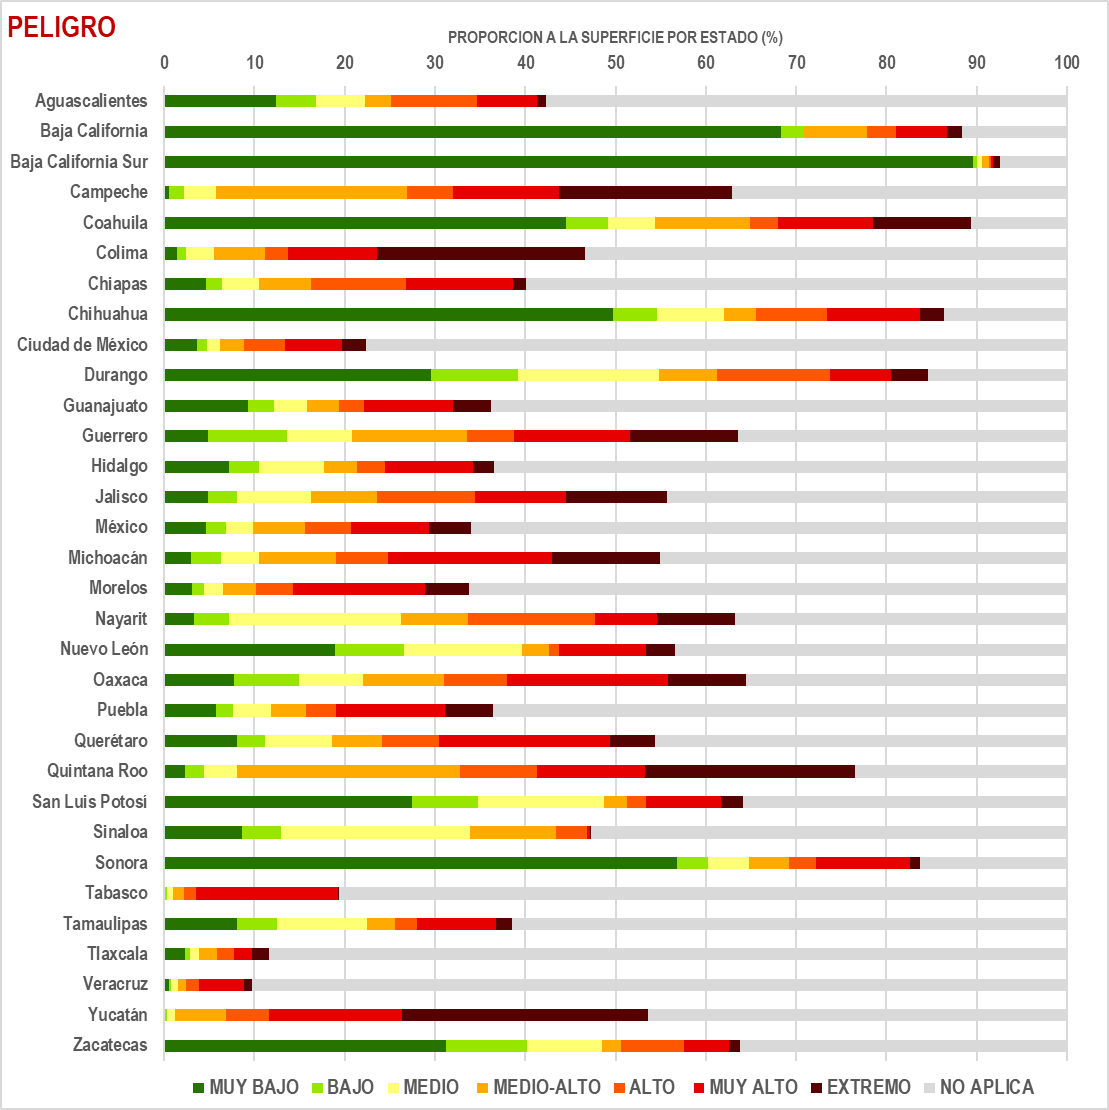 PELIGRO
PROPORCION A LA SUPERFICIE POR ESTADO (%)
0 10 20 30 40 50 60 70 80 90 100
Aguascalientes
Baja California
Baja California Sur
Campeche
Coahuila
Colima
Chiapas
Chihuahua
Ciudad de México
Durango
Guanajuato
Guerrero
Hidalgo
Jalisco
México
Michoacán
Morelos
Nayarit
Nuevo León
Oaxaca
Puebla
Querétaro
Quintana Roo
San Luis Potosí
Sinaloa
Sonora
Tabasco
Tamaulipas
Tlaxcala
Veracruz
Yucatán
Zacatecas
MUY BAJO BAJO MEDIO MEDIO-ALTO ALTO MUY ALTO EXTREMO NO APLICA